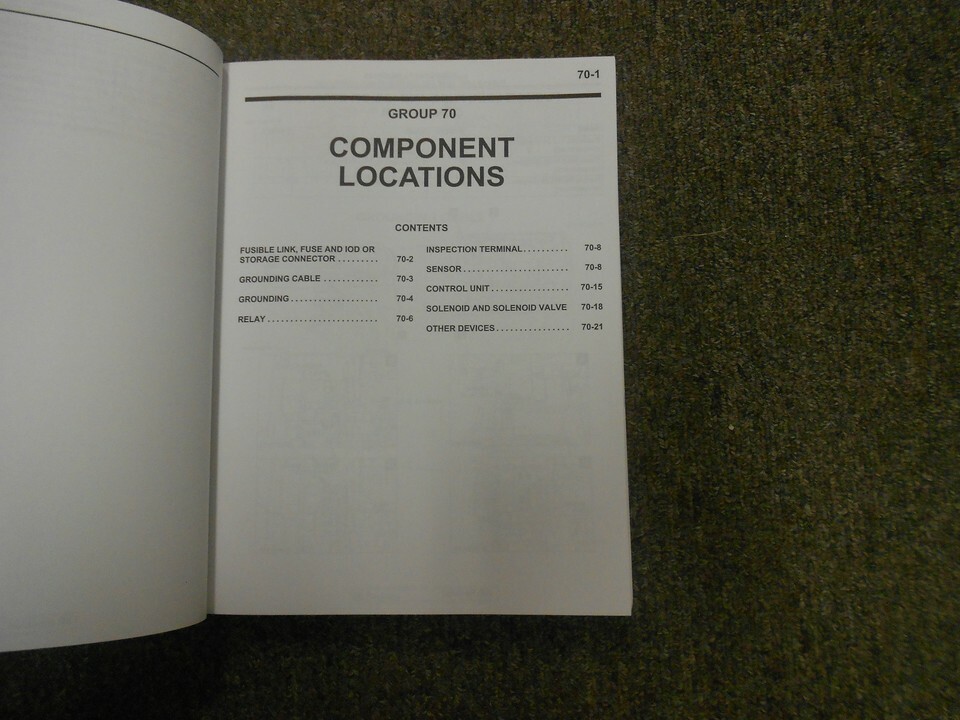 70-1
GROUP 70
COMPONENT
LOCATIONS
CONTENTS
FUSIBLE LINK, FUSE AND IOD OR
STORAGE CONNECTOR . . . . . . . . . 70-2
GROUNDING CABLE . . . . . . . . . . . . 70-3
GROUNDING . . . . . . . . . . . . . . . . . . . 70-4
RELAY . . . . . . . . . . . . . . . . . . . . . . . . 70-6
INSPECTION TERMINAL . . . . . . . . . . 70-8
SENSOR . . . . . . . . . . . . . . . . . . . . . . . 70-8
CONTROL UNIT . . . . . . . . . . . . . . . . . 70-15
SOLENOID AND SOLENOID VALVE 70-18
OTHER DEVICES . . . . . . . . . . . . . . . . 70-21